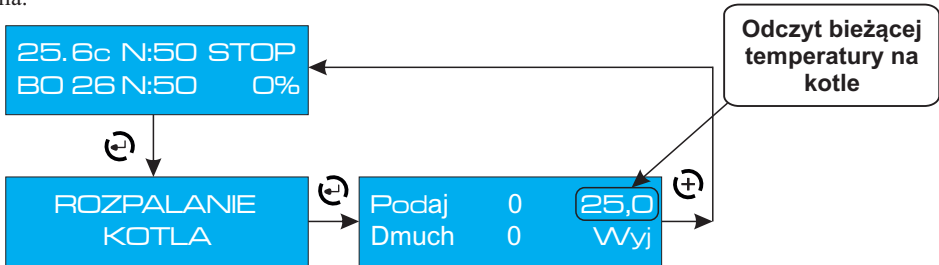 na.
25.6c N:50 STOP
BO 26 N:50 0%
Odczyt bieżącej
temperatury na
kotle
ROZPALANIE
KOTLA
Podaj 0 25,0
Dmuch 0 Wyj